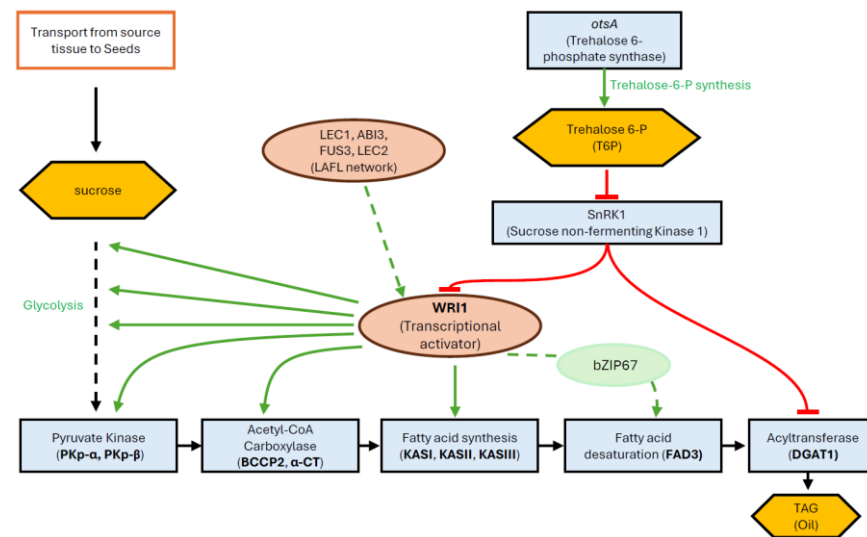 Transport from source
tissue to Seeds
otsA
(Trehalose 6-
phosphate synthase)
Trehalose-6-P synthesis
LEC1, ABI3,
FUS3, LEC2
(LAFL network)
Trehalose 6-P
(T6P)
sucrose
SnRK1
(Sucrose non-fermenting Kinase 1)
Glycolysis
WRI1
(Transcriptional
activator)
bZIP67
Pyruvate Kinase
(PKp-α, PKp-β)
Acetyl-CoA
Carboxylase
(BCCP2, α-CT)
Fatty acid synthesis
(KASI, KASII, KASIII)
Fatty acid
desaturation (FAD3)
Acyltransferase
(DGAT1)
TAG
(Oil)